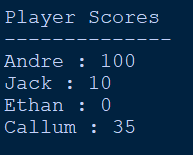 Player Scores
--------------
Andre : 100
Jack : 10
Ethan : 0
Callum : 35